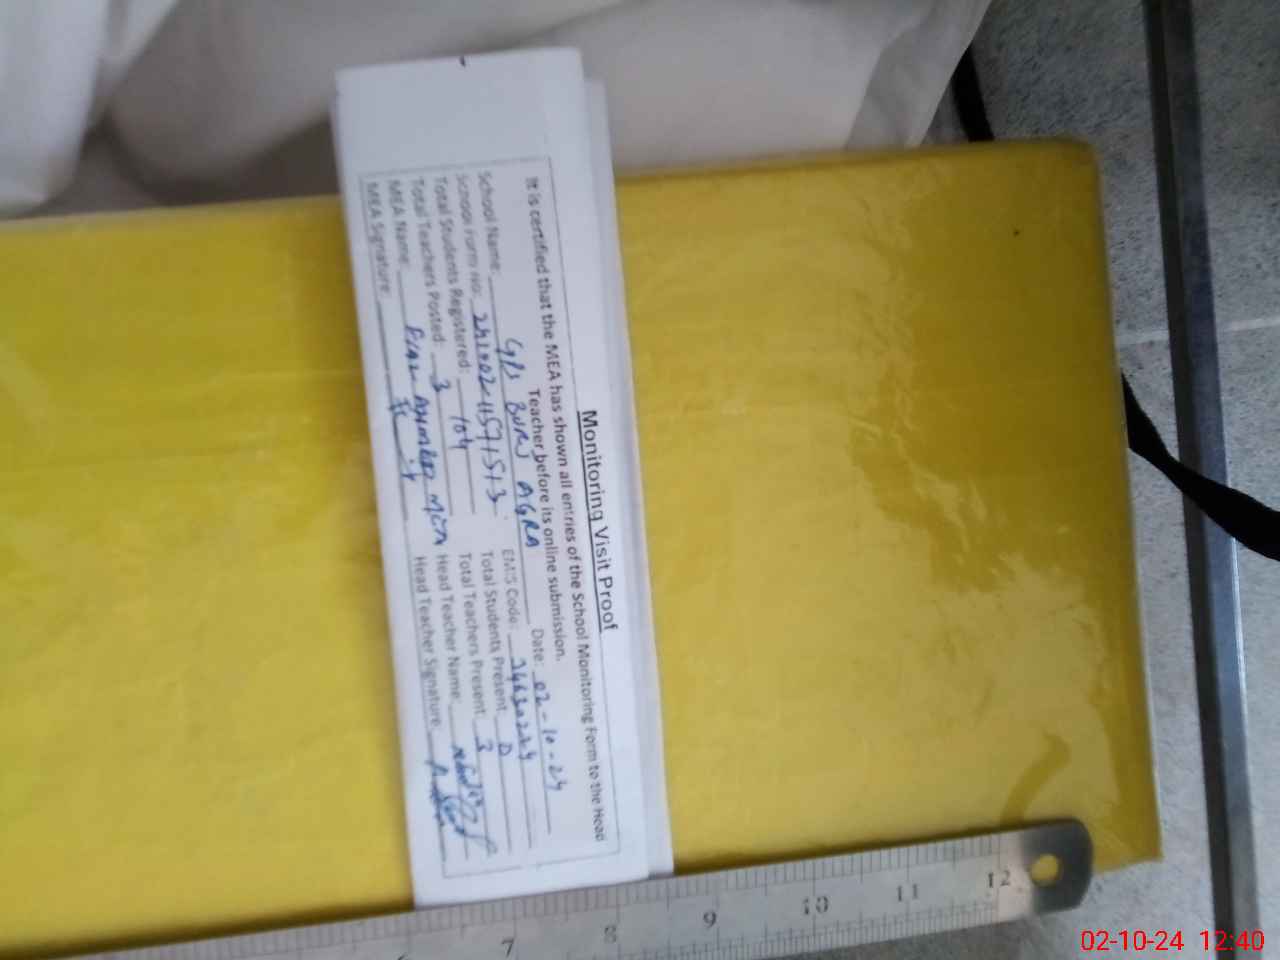 Monitoring Visit Proof
It is certified that the MEA has shown all entries of the School Monitoring Form to the Head
Teacher before its online submission.
Date: 02-10-24
School Name: G/s BURJ AGRA
EMIS Code:
School Form No:
Total Students Present: 0
Total Students Registered: 104
Total Teachers Present: 3
Total Teachers Posted: 3
Head Teacher Name:
MEA Name: AHMED
Head Teacher Signature:
MEA Signature:
7
8
9
10
11
12
02-10-24 12:40